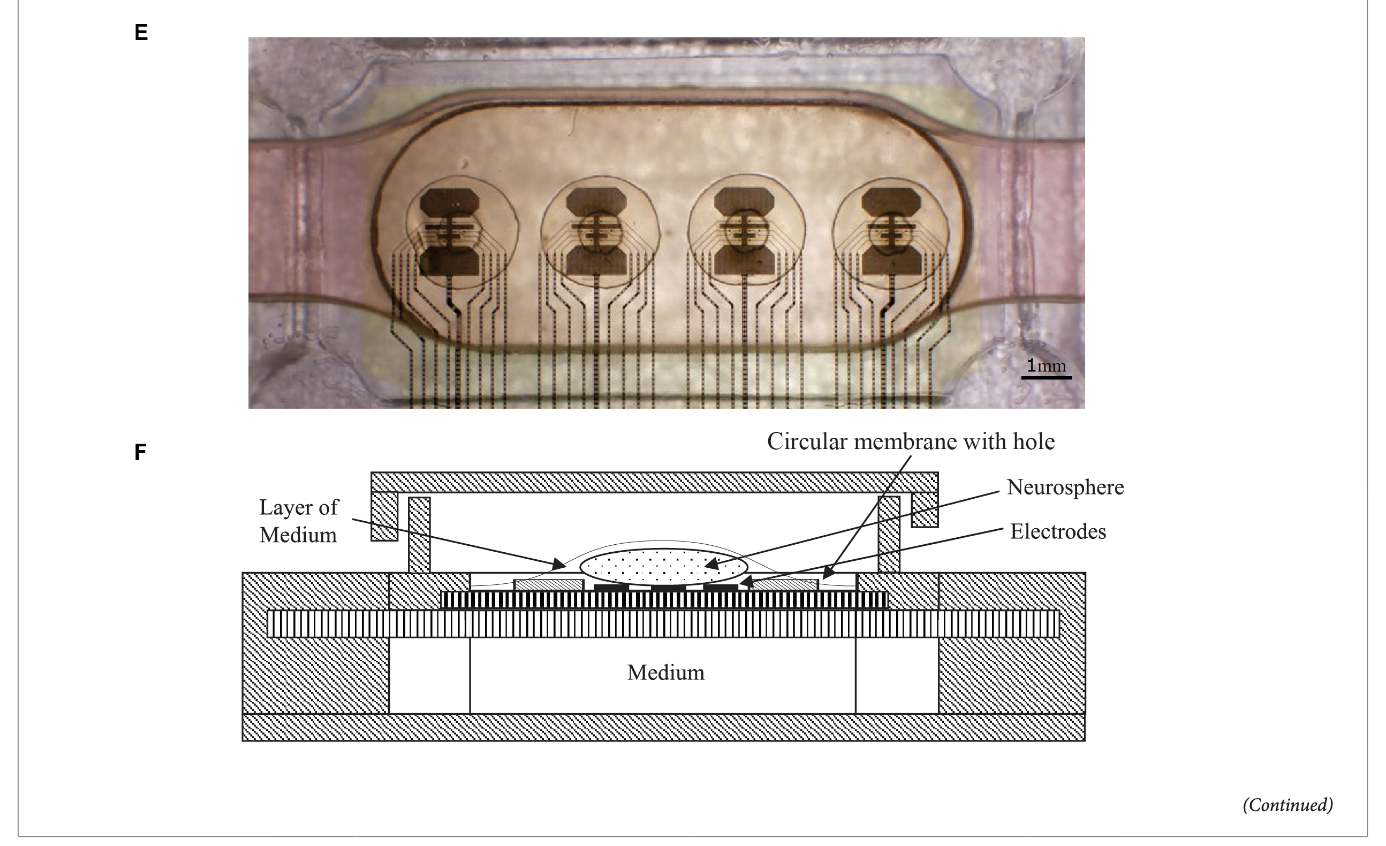 E
1mm
F
Circular membrane with hole
Neurosphere
Layer of
Medium
Electrodes
Medium
(Continued)